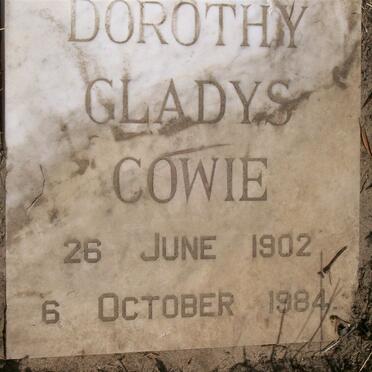 DOROTHY
GLADYS
COWIE
26 JUNE 1902
6 OCTOBER 1984